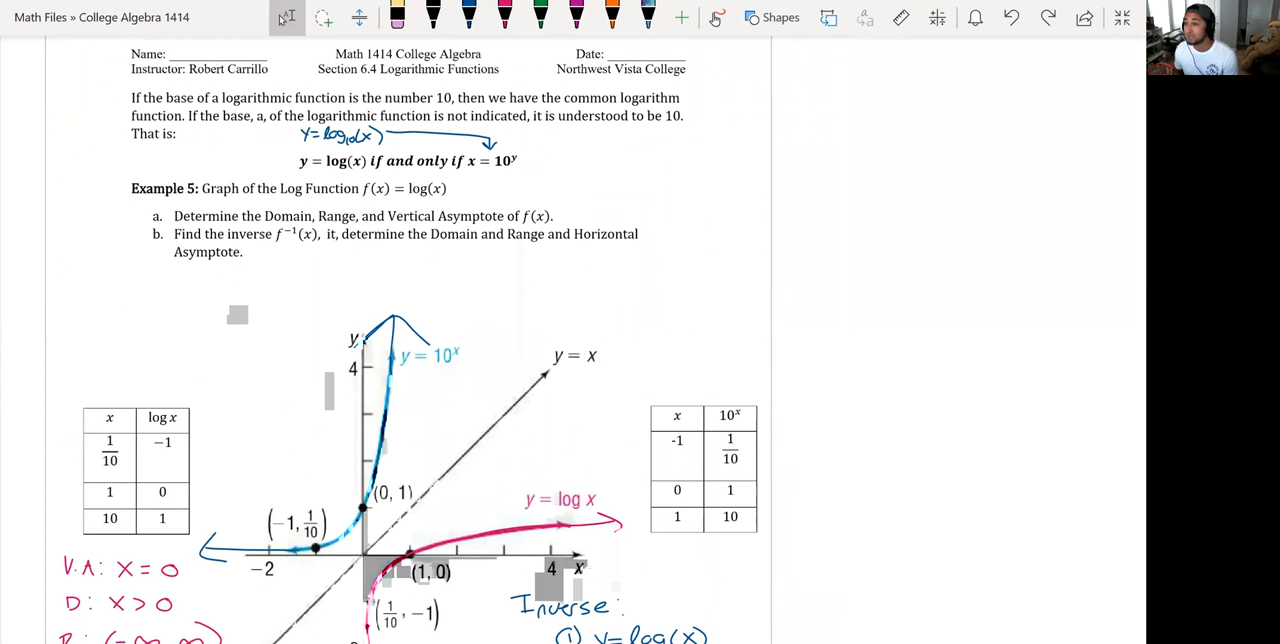 Math Files » College Algebra 1414
Shapes
Name: ____________ Math 1414 College Algebra Date: ____________
Instructor: Robert Carrillo Section 6.4 Logarithmic Functions Northwest Vista College
If the base of a logarithmic function is the number 10, then we have the common logarithm
function. If the base, a, of the logarithmic function is not indicated, it is understood to be 10.
That is:
y = log₁₀(x)
y = log(x) if and only if x = 10ʸ
Example 5: Graph of the Log Function f(x) = log(x)
a. Determine the Domain, Range, and Vertical Asymptote of f(x).
b. Find the inverse f⁻¹(x), it, determine the Domain and Range and Horizontal
Asymptote.
y
4
y = 10ˣ
y = x
(0, 1)
y = log x
(−1, 1/10)
−2
(1, 0)
4 x
(1/10, −1)
x log x
1/10 −1
1 0
10 1
x 10ˣ
-1 1/10
0 1
1 10
V.A: x = 0
D: x > 0
R: (-∞, ∞)
Inverse:
① y = log(x)